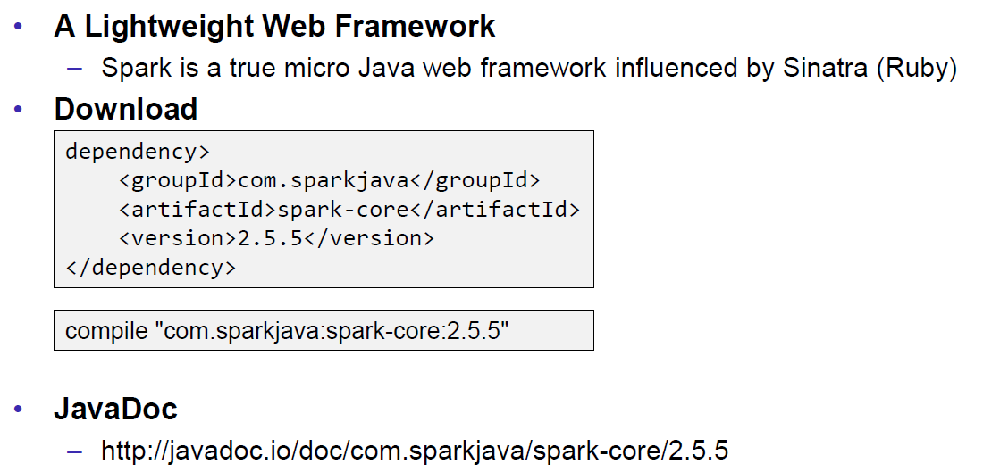 • A Lightweight Web Framework
– Spark is a true micro Java web framework influenced by Sinatra (Ruby)
• Download
dependency>
    <groupId>com.sparkjava</groupId>
    <artifactId>spark-core</artifactId>
    <version>2.5.5</version>
</dependency>
compile "com.sparkjava:spark-core:2.5.5"
• JavaDoc
– http://javadoc.io/doc/com.sparkjava/spark-core/2.5.5